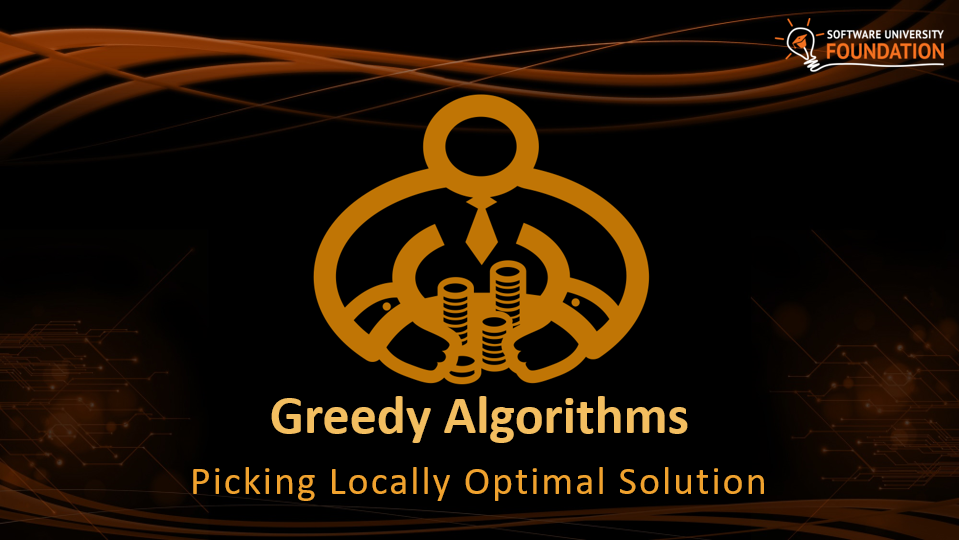 SOFTWARE UNIVERSITY
FOUNDATION
Greedy Algorithms
Picking Locally Optimal Solution